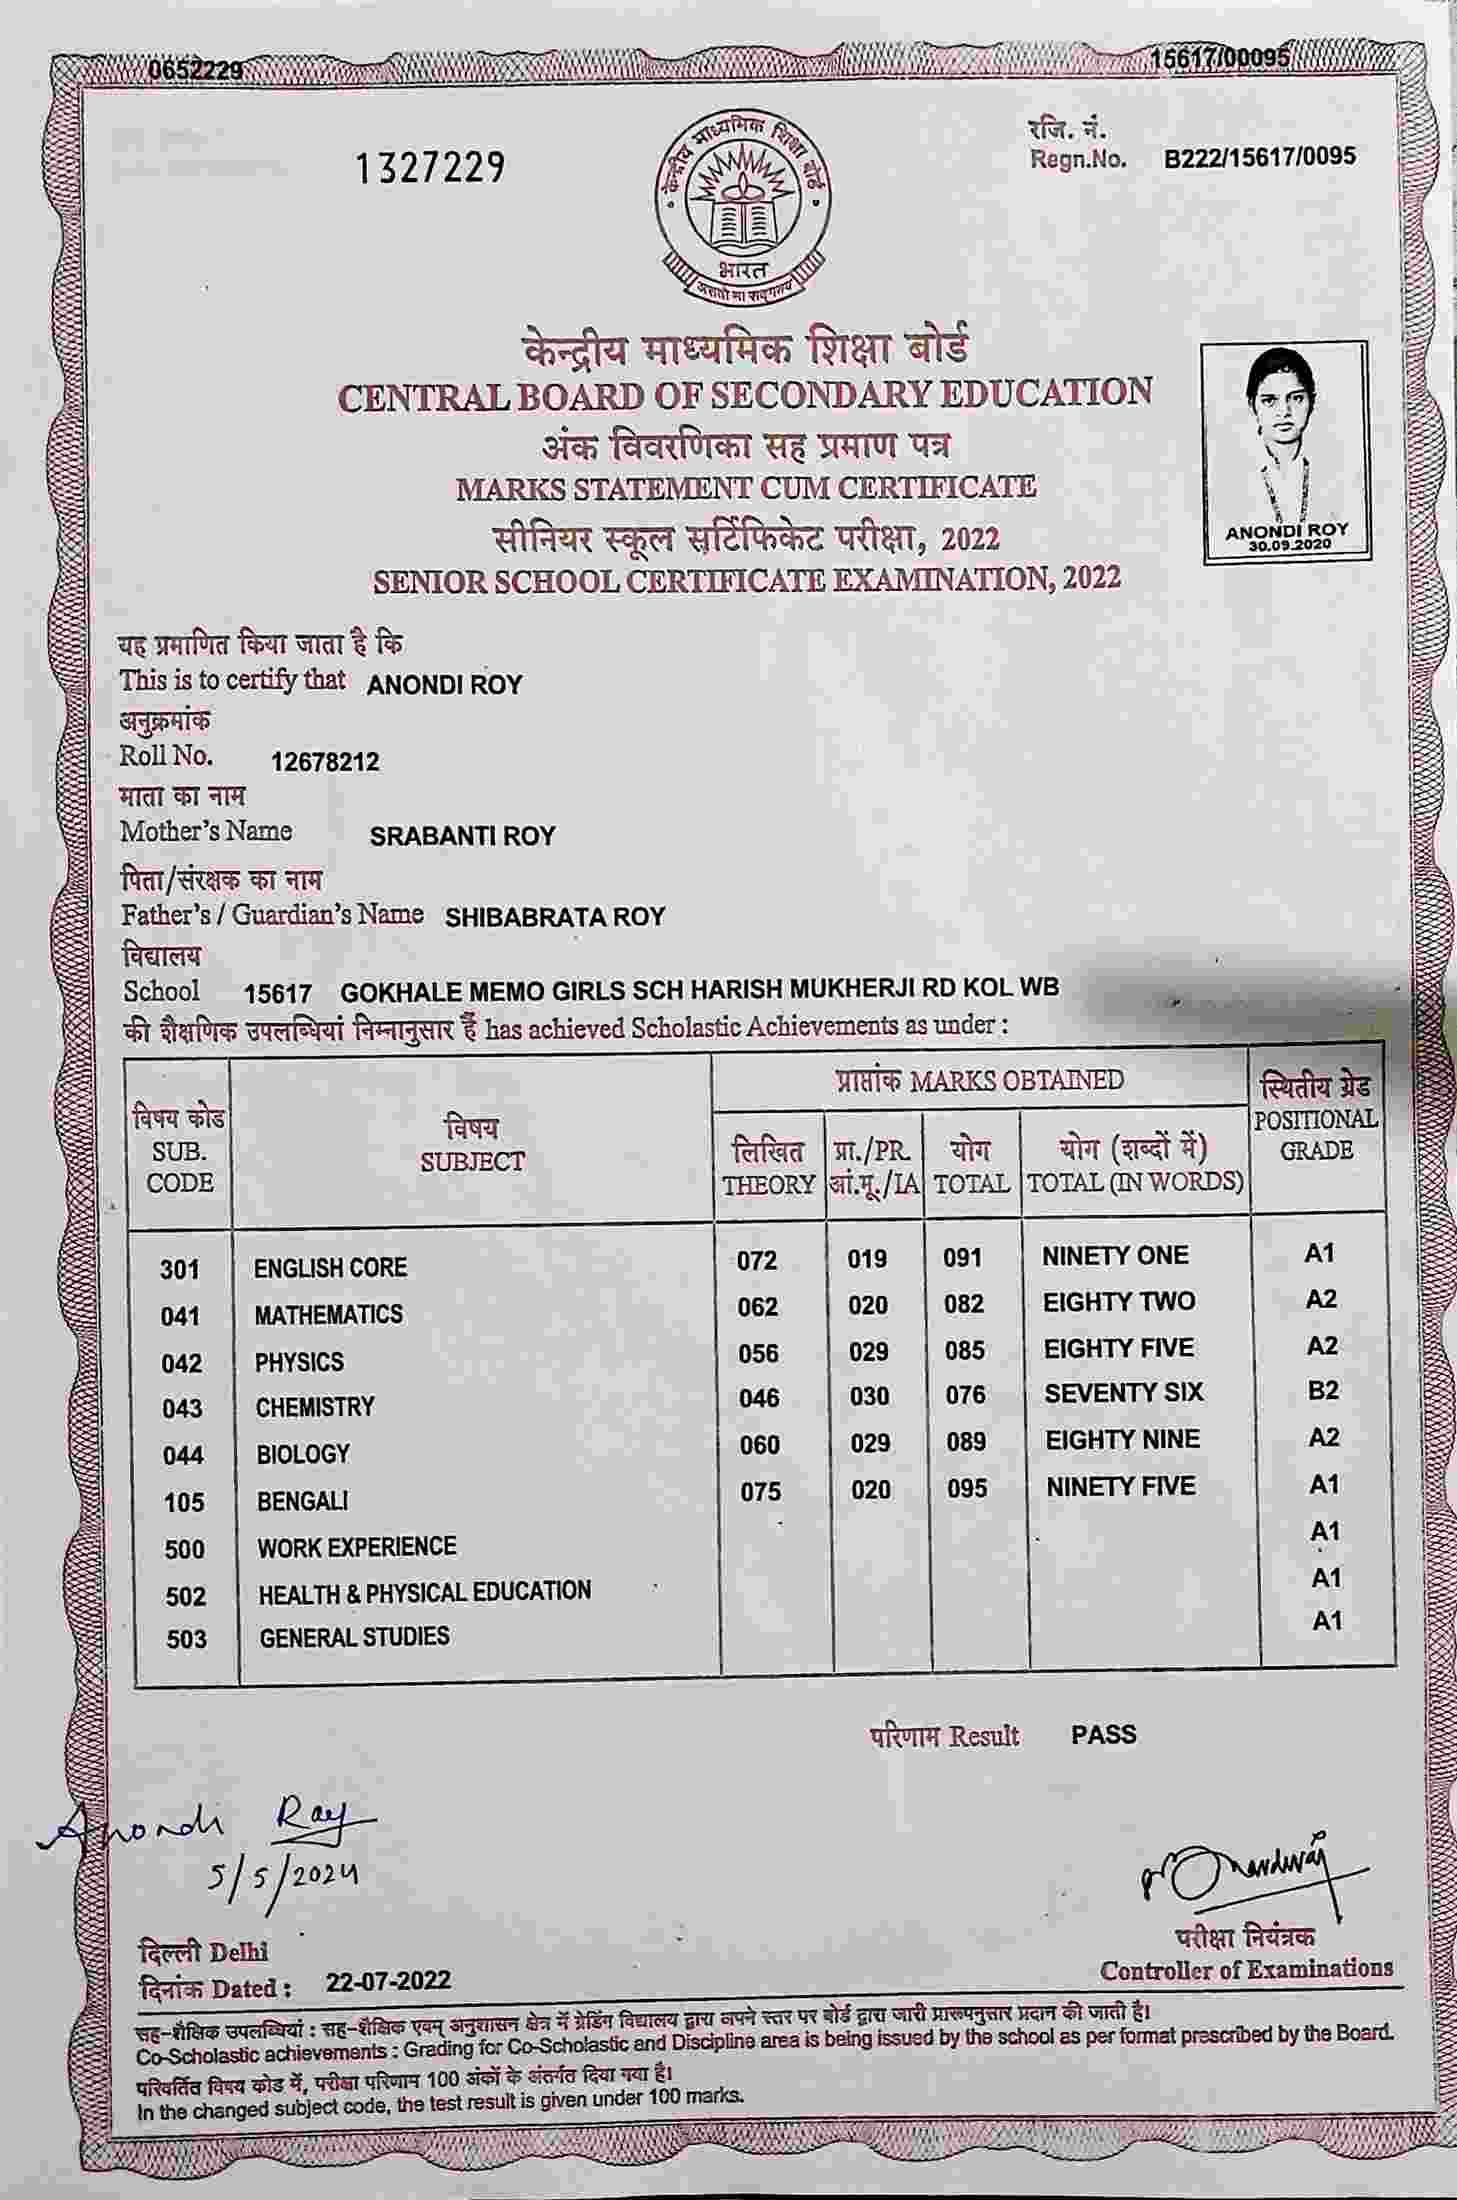 0652229 15617/00095
1327229
रजि. नं.
Regn.No. B222/15617/0095
केन्द्रीय माध्यमिक शिक्षा बोर्ड
भारत
असतो मा सद्गमय
केन्द्रीय माध्यमिक शिक्षा बोर्ड
CENTRAL BOARD OF SECONDARY EDUCATION
अंक विवरणिका सह प्रमाण पत्र
MARKS STATEMENT CUM CERTIFICATE
सीनियर स्कूल सर्टिफिकेट परीक्षा, 2022
SENIOR SCHOOL CERTIFICATE EXAMINATION, 2022
ANONDI ROY
30.09.2020
यह प्रमाणित किया जाता है कि
This is to certify that ANONDI ROY
अनुक्रमांक
Roll No. 12678212
माता का नाम
Mother's Name SRABANTI ROY
पिता/संरक्षक का नाम
Father's / Guardian's Name SHIBABRATA ROY
विद्यालय
School 15617 GOKHALE MEMO GIRLS SCH HARISH MUKHERJI RD KOL WB
की शैक्षणिक उपलब्धियां निम्नानुसार हैं has achieved Scholastic Achievements as under :
विषय कोड
SUB.
CODE
विषय
SUBJECT
प्राप्तांक MARKS OBTAINED
लिखित
THEORY
प्रा./PR.
आं.मू./IA
योग
TOTAL
योग (शब्दों में)
TOTAL (IN WORDS)
स्थितीय ग्रेड
POSITIONAL
GRADE
301 ENGLISH CORE 072 019 091 NINETY ONE A1
041 MATHEMATICS 062 020 082 EIGHTY TWO A2
042 PHYSICS 056 029 085 EIGHTY FIVE A2
043 CHEMISTRY 046 030 076 SEVENTY SIX B2
044 BIOLOGY 060 029 089 EIGHTY NINE A2
105 BENGALI 075 020 095 NINETY FIVE A1
500 WORK EXPERIENCE A1
502 HEALTH & PHYSICAL EDUCATION A1
503 GENERAL STUDIES A1
परिणाम Result PASS
Anondi Roy
5/5/2024
परीक्षा नियंत्रक
Controller of Examinations
दिल्ली Delhi
दिनांक Dated : 22-07-2022
सह-शैक्षिक उपलब्धियां : सह-शैक्षिक एवम् अनुशासन क्षेत्र में ग्रेडिंग विद्यालय द्वारा अपने स्तर पर बोर्ड द्वारा जारी प्रारूपनुसार प्रदान की जाती है।
Co-Scholastic achievements : Grading for Co-Scholastic and Discipline area is being issued by the school as per format prescribed by the Board.
परिवर्तित विषय कोड में, परीक्षा परिणाम 100 अंकों के अंतर्गत दिया गया है।
In the changed subject code, the test result is given under 100 marks.